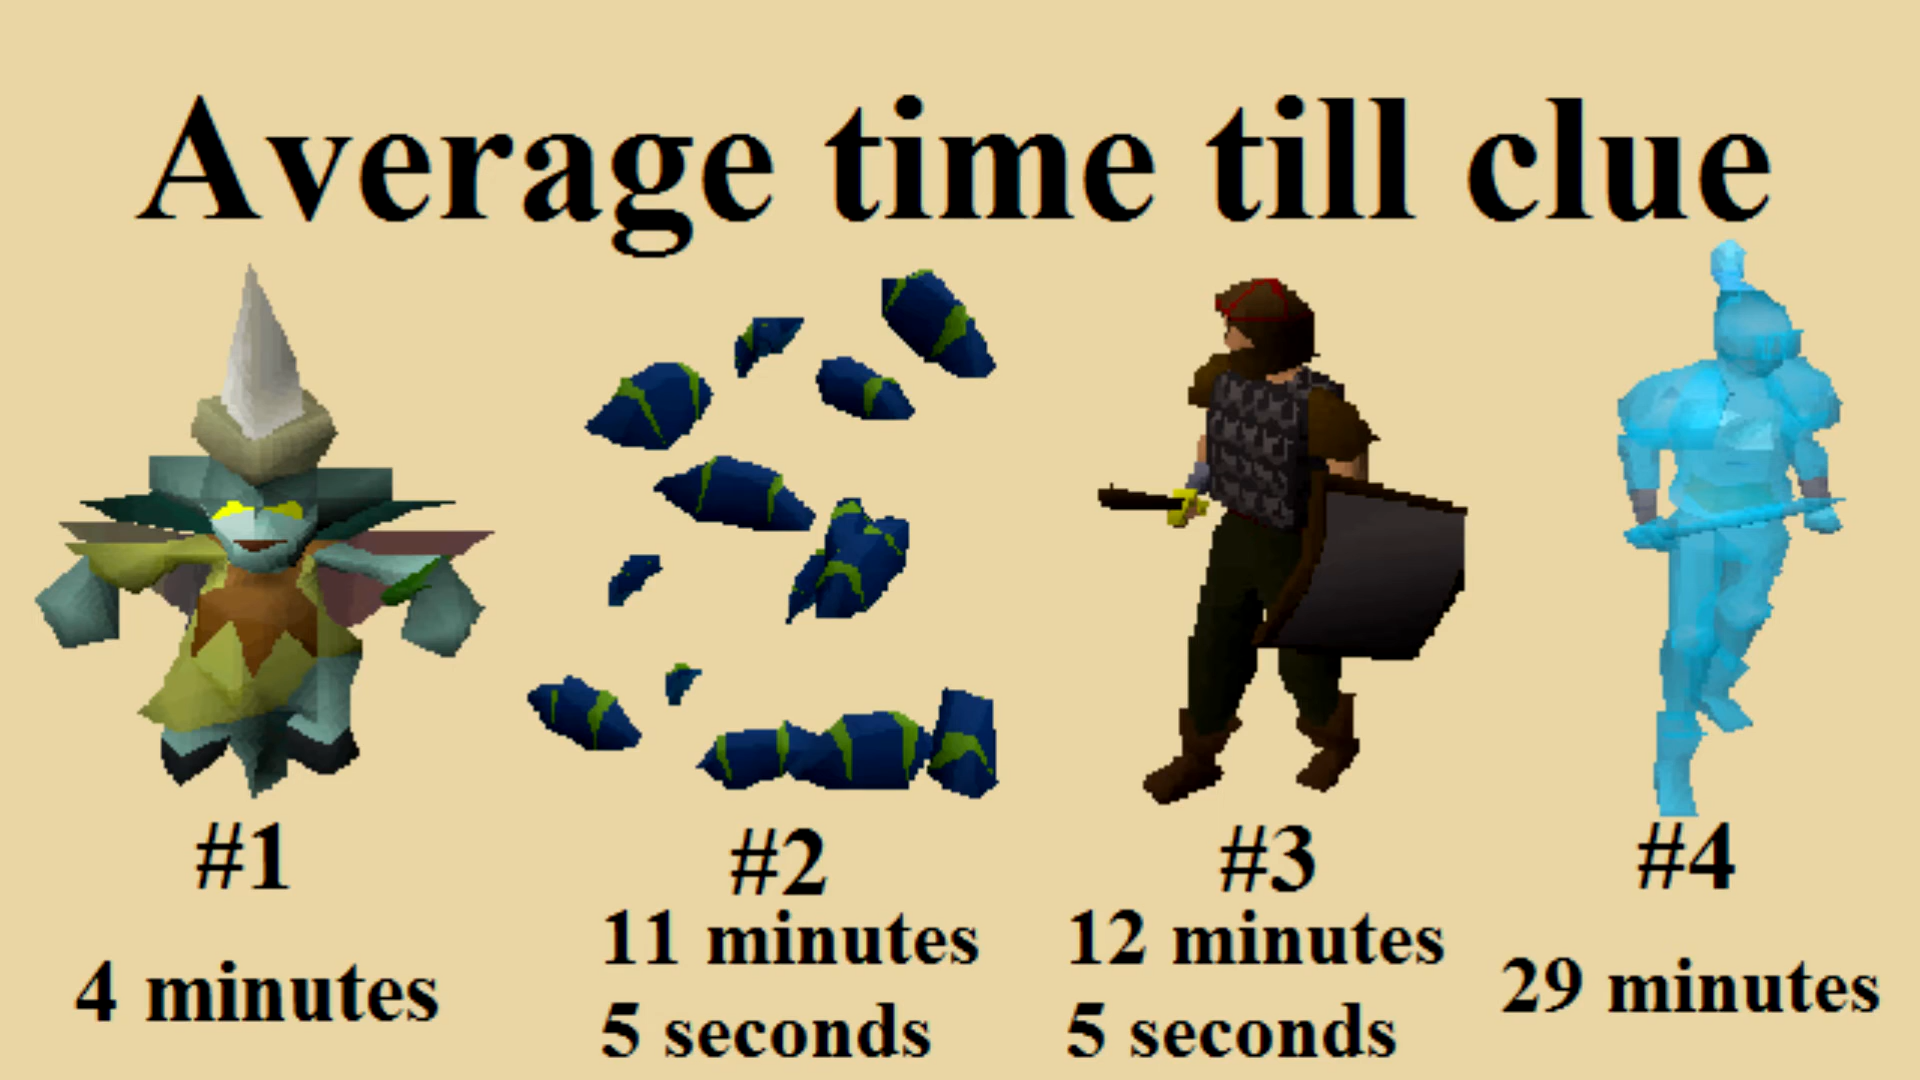 Average time till clue
#1
4 minutes
#2
11 minutes
5 seconds
#3
12 minutes
5 seconds
#4
29 minutes